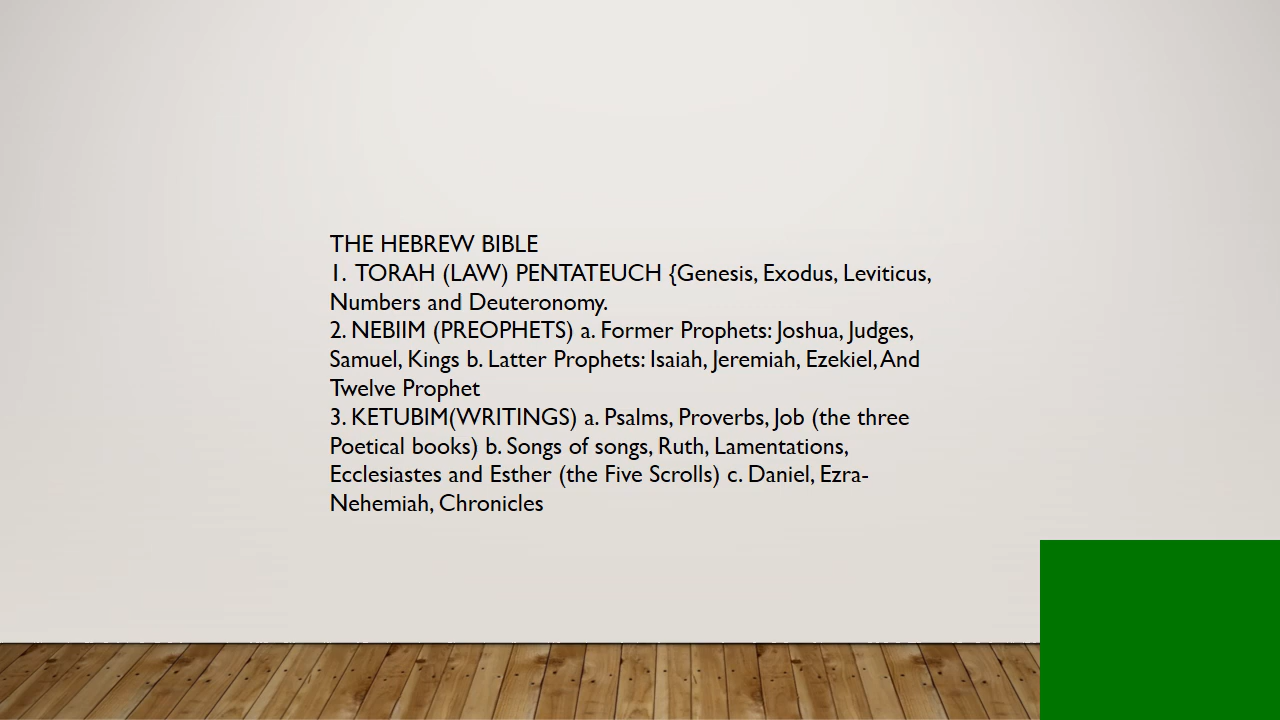 THE HEBREW BIBLE
1. TORAH (LAW) PENTATEUCH {Genesis, Exodus, Leviticus,
Numbers and Deuteronomy.
2. NEBIIM (PREOPHETS) a. Former Prophets: Joshua, Judges,
Samuel, Kings b. Latter Prophets: Isaiah, Jeremiah, Ezekiel, And
Twelve Prophet
3. KETUBIM(WRITINGS) a. Psalms, Proverbs, Job (the three
Poetical books) b. Songs of songs, Ruth, Lamentations,
Ecclesiastes and Esther (the Five Scrolls) c. Daniel, Ezra-
Nehemiah, Chronicles